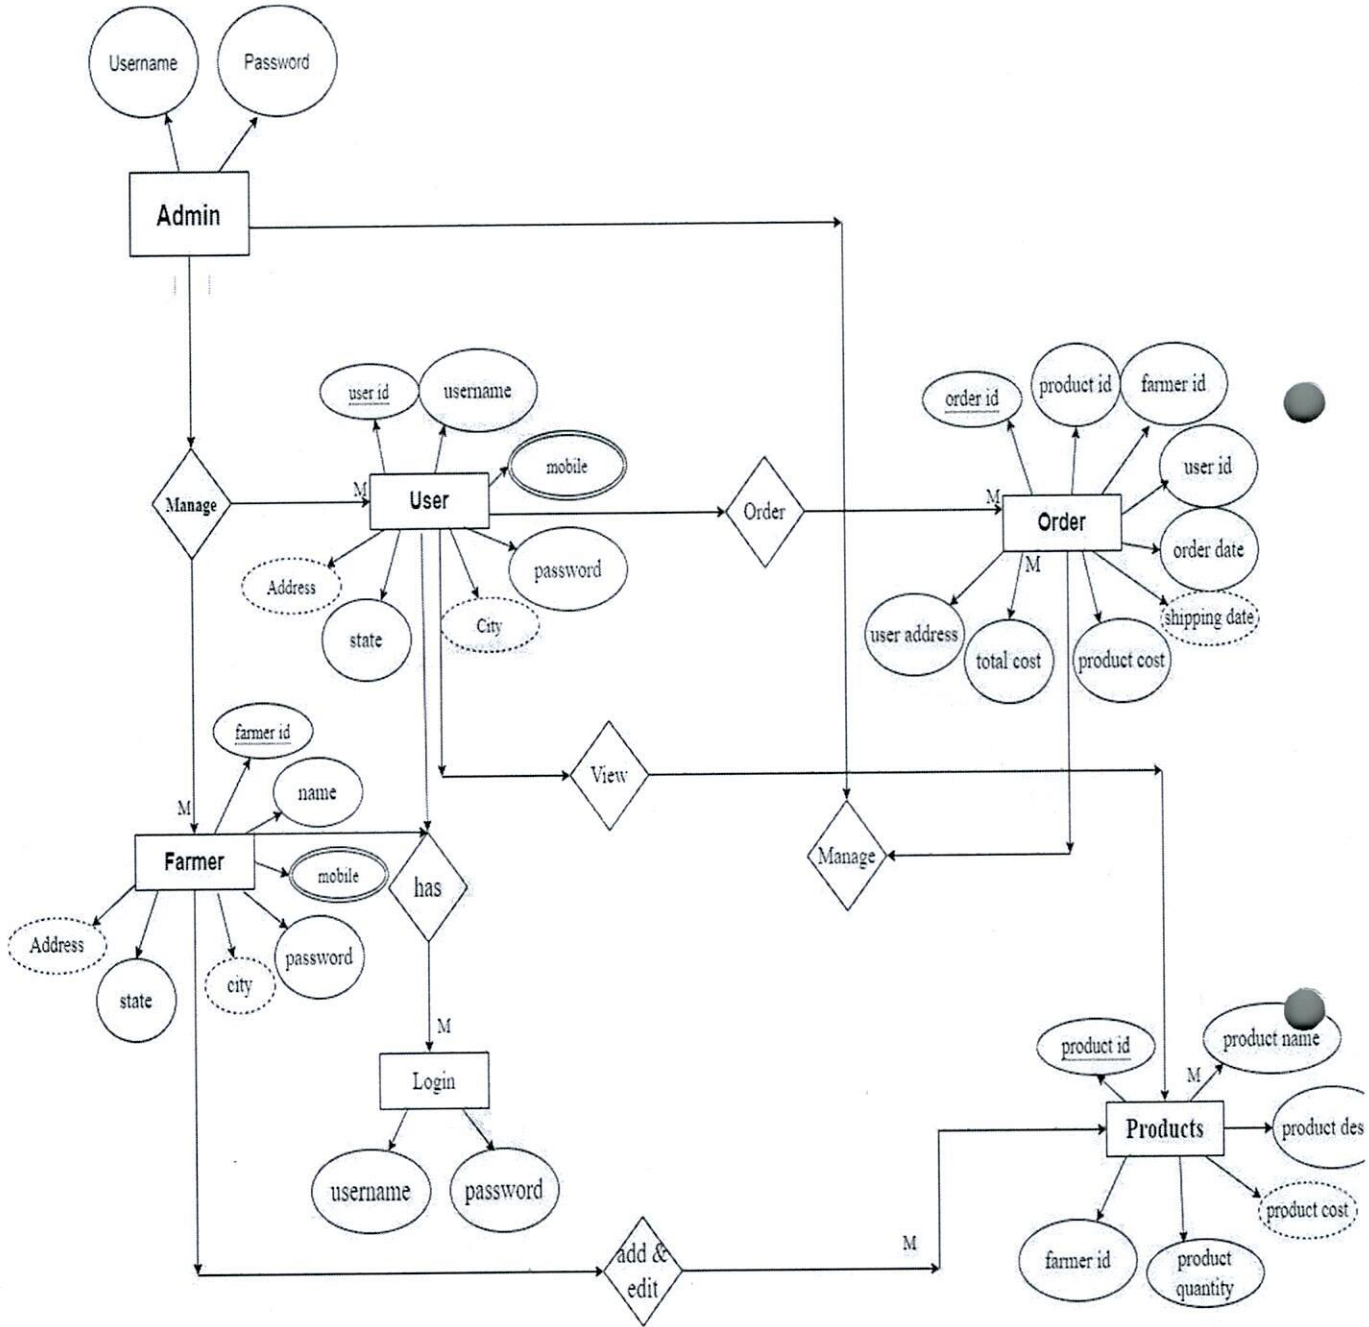 Username
Password
Admin
user id
username
mobile
Manage
M
User
Address
state
City
password
Order
order id
product id
farmer id
user id
M
Order
order date
M
user address
total cost
product cost
shipping date
farmer id
name
M
Farmer
mobile
has
Address
state
city
password
View
Manage
M
Login
username
password
product id
product name
M
Products
product des
product cost
farmer id
product
quantity
add &
edit
M